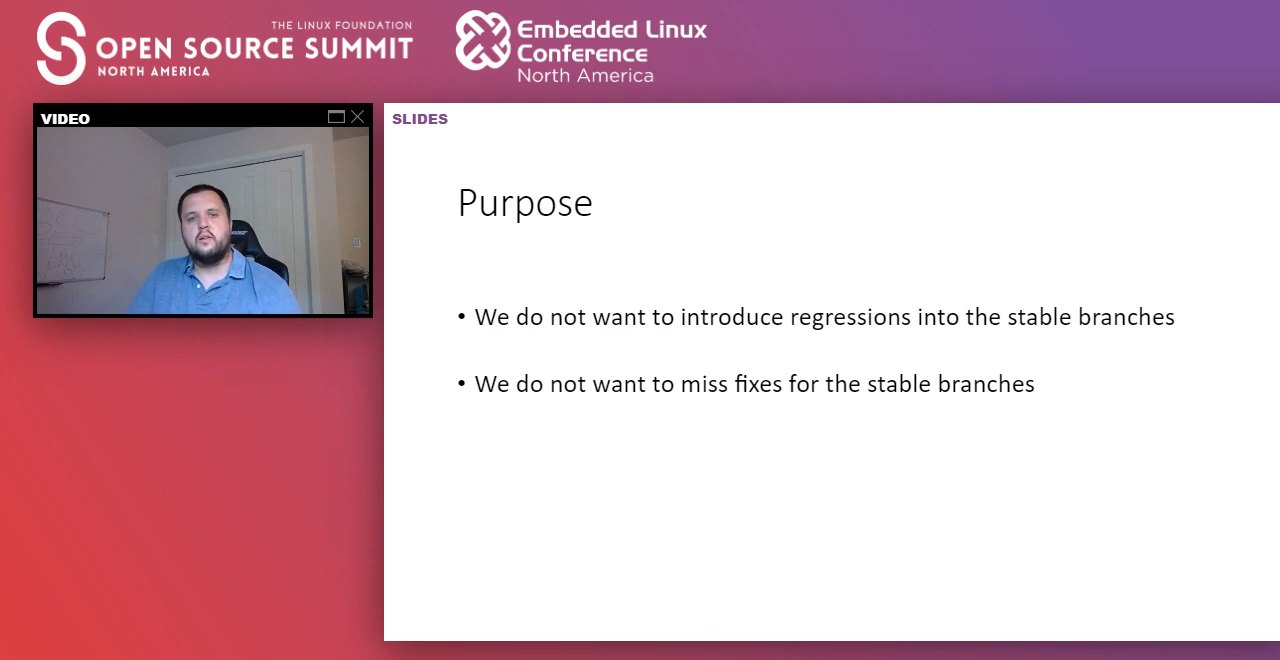 THE LINUX FOUNDATION
OPEN SOURCE SUMMIT
NORTH AMERICA
Embedded Linux
Conference
North America
VIDEO
SLIDES
Purpose
• We do not want to introduce regressions into the stable branches
• We do not want to miss fixes for the stable branches